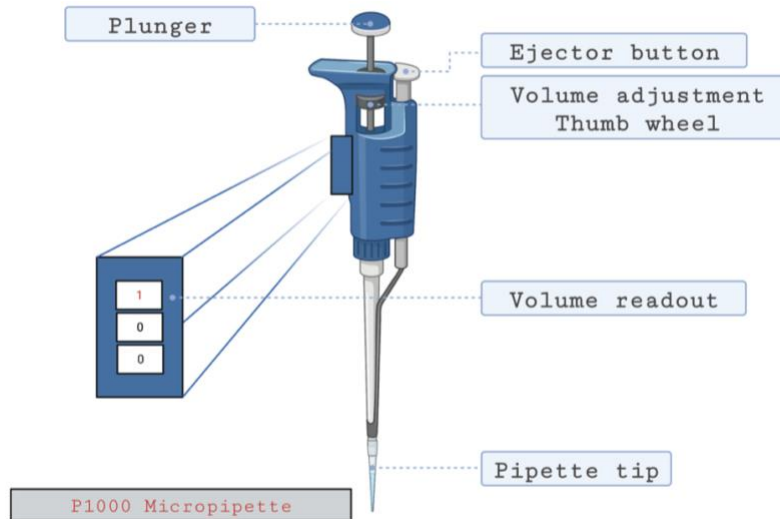 Plunger
Ejector button
Volume adjustment
Thumb wheel
1
0
0
Volume readout
Pipette tip
P1000 Micropipette